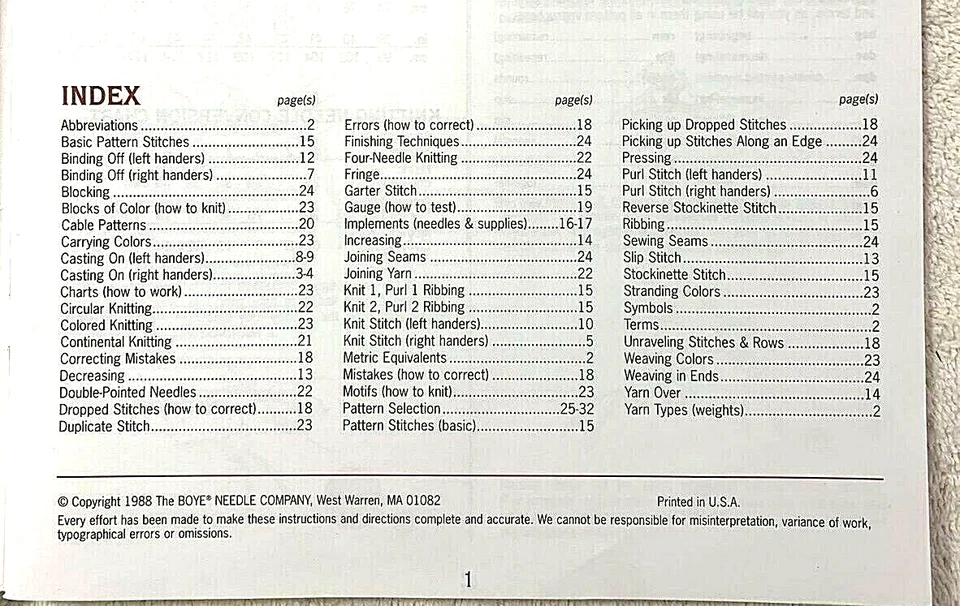 INDEX
page(s)
Abbreviations ........ 2
Basic Pattern Stitches ........ 15
Binding Off (left handers) ........ 12
Binding Off (right handers) ........ 7
Blocking ........ 24
Blocks of Color (how to knit) ........ 23
Cable Patterns ........ 20
Carrying Colors ........ 23
Casting On (left handers) ........ 8-9
Casting On (right handers) ........ 3-4
Charts (how to work) ........ 23
Circular Knitting ........ 22
Colored Knitting ........ 23
Continental Knitting ........ 21
Correcting Mistakes ........ 18
Decreasing ........ 13
Double-Pointed Needles ........ 22
Dropped Stitches (how to correct) ........ 18
Duplicate Stitch ........ 23
page(s)
Errors (how to correct) ........ 18
Finishing Techniques ........ 24
Four-Needle Knitting ........ 22
Fringe ........ 24
Garter Stitch ........ 15
Gauge (how to test) ........ 19
Implements (needles & supplies) ........ 16-17
Increasing ........ 14
Joining Seams ........ 24
Joining Yarn ........ 22
Knit 1, Purl 1 Ribbing ........ 15
Knit 2, Purl 2 Ribbing ........ 15
Knit Stitch (left handers) ........ 10
Knit Stitch (right handers) ........ 5
Metric Equivalents ........ 2
Mistakes (how to correct) ........ 18
Motifs (how to knit) ........ 23
Pattern Selection ........ 25-32
Pattern Stitches (basic) ........ 15
page(s)
Picking up Dropped Stitches ........ 18
Picking up Stitches Along an Edge ........ 24
Pressing ........ 24
Purl Stitch (left handers) ........ 11
Purl Stitch (right handers) ........ 6
Reverse Stockinette Stitch ........ 15
Ribbing ........ 15
Sewing Seams ........ 24
Slip Stitch ........ 13
Stockinette Stitch ........ 15
Stranding Colors ........ 23
Symbols ........ 2
Terms ........ 2
Unraveling Stitches & Rows ........ 18
Weaving Colors ........ 23
Weaving in Ends ........ 24
Yarn Over ........ 14
Yarn Types (weights) ........ 2
© Copyright 1988 The BOYE® NEEDLE COMPANY, West Warren, MA 01082
Printed in U.S.A.
Every effort has been made to make these instructions and directions complete and accurate. We cannot be responsible for misinterpretation, variance of work,
typographical errors or omissions.
1